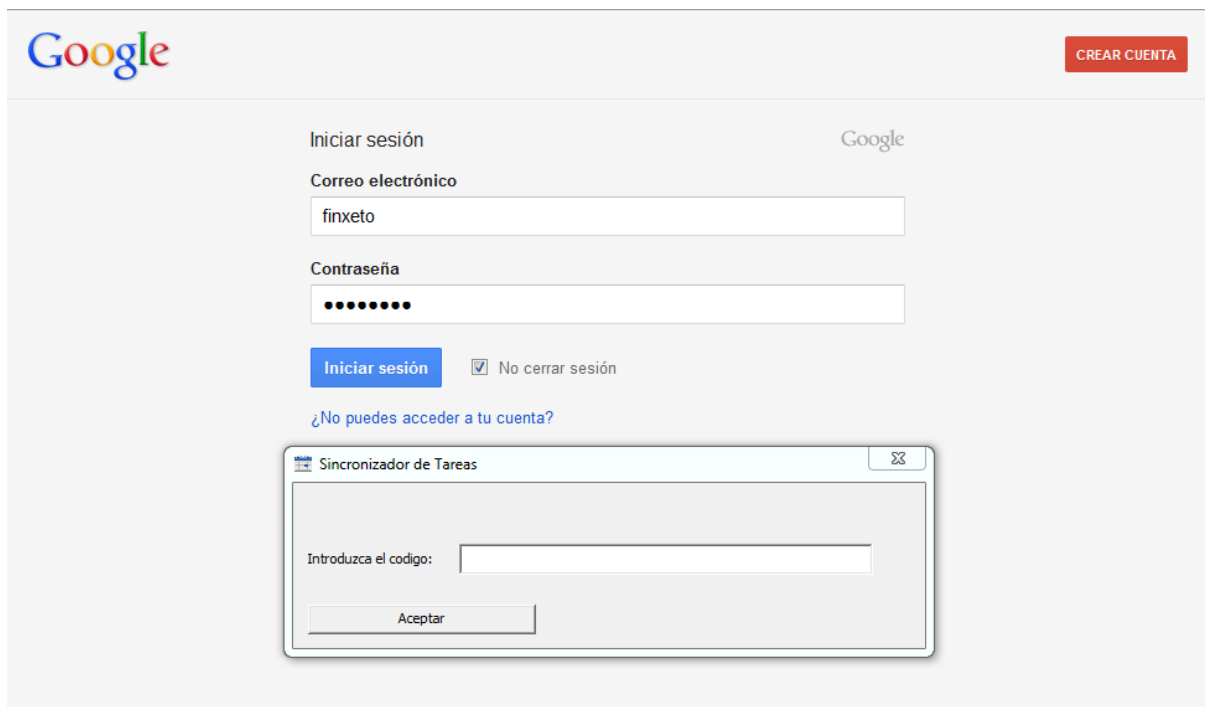 Google
CREAR CUENTA
Iniciar sesión
Google
Correo electrónico
finxeto
Contraseña
••••••••
Iniciar sesión
No cerrar sesión
¿No puedes acceder a tu cuenta?
Sincronizador de Tareas
Introduzca el codigo:
Aceptar